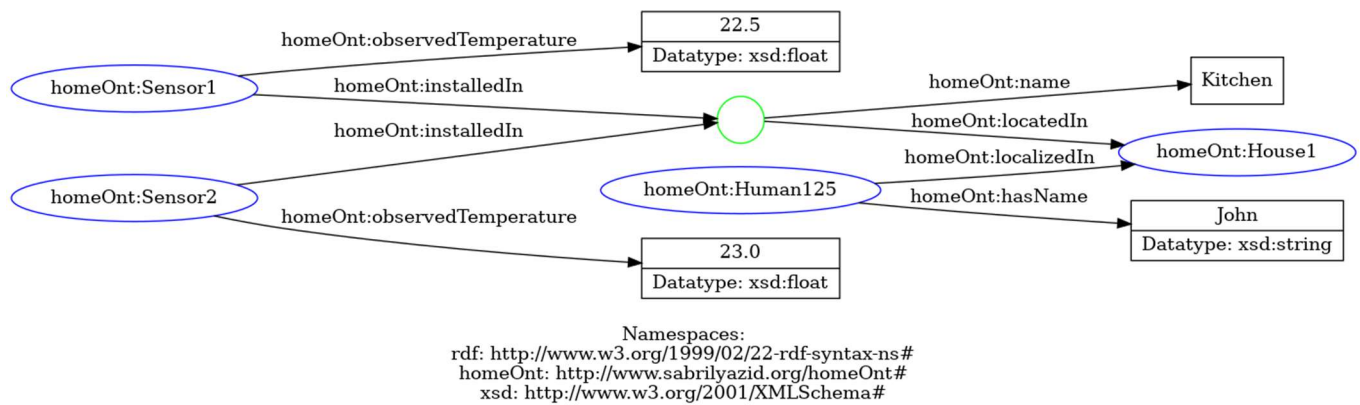 22.5
homeOnt:observedTemperature
Datatype: xsd:float
homeOnt:Sensor1
homeOnt:installedIn
homeOnt:name
Kitchen
homeOnt:installedIn
homeOnt:locatedIn
homeOnt:localizedIn
homeOnt:House1
homeOnt:Sensor2
homeOnt:Human125
homeOnt:hasName
homeOnt:observedTemperature
John
Datatype: xsd:string
23.0
Datatype: xsd:float
Namespaces:
rdf: http://www.w3.org/1999/02/22-rdf-syntax-ns#
homeOnt: http://www.sabrilyazid.org/homeOnt#
xsd: http://www.w3.org/2001/XMLSchema#